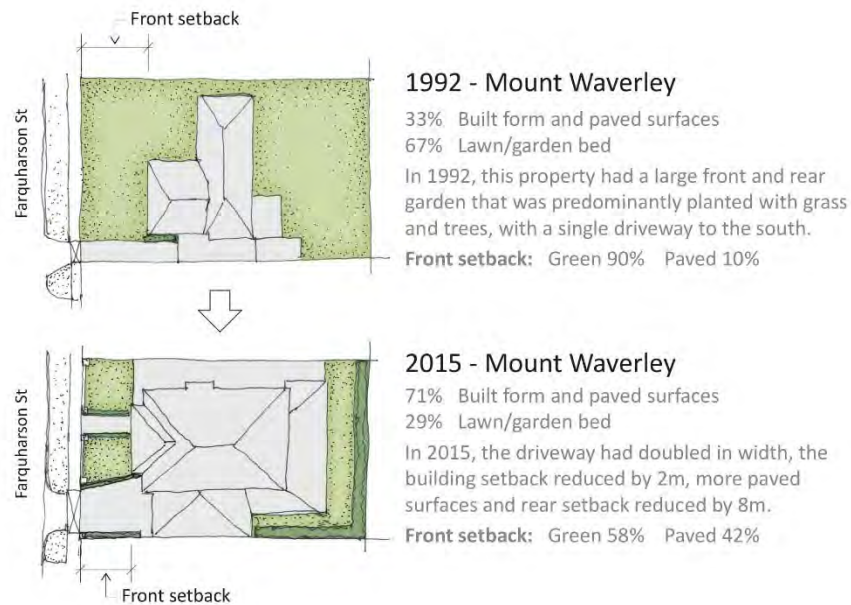 Front setback
Farquharson St
1992 - Mount Waverley
33% Built form and paved surfaces
67% Lawn/garden bed
In 1992, this property had a large front and rear
garden that was predominantly planted with grass
and trees, with a single driveway to the south.
Front setback: Green 90% Paved 10%
Farquharson St
2015 - Mount Waverley
71% Built form and paved surfaces
29% Lawn/garden bed
In 2015, the driveway had doubled in width, the
building setback reduced by 2m, more paved
surfaces and rear setback reduced by 8m.
Front setback: Green 58% Paved 42%
Front setback